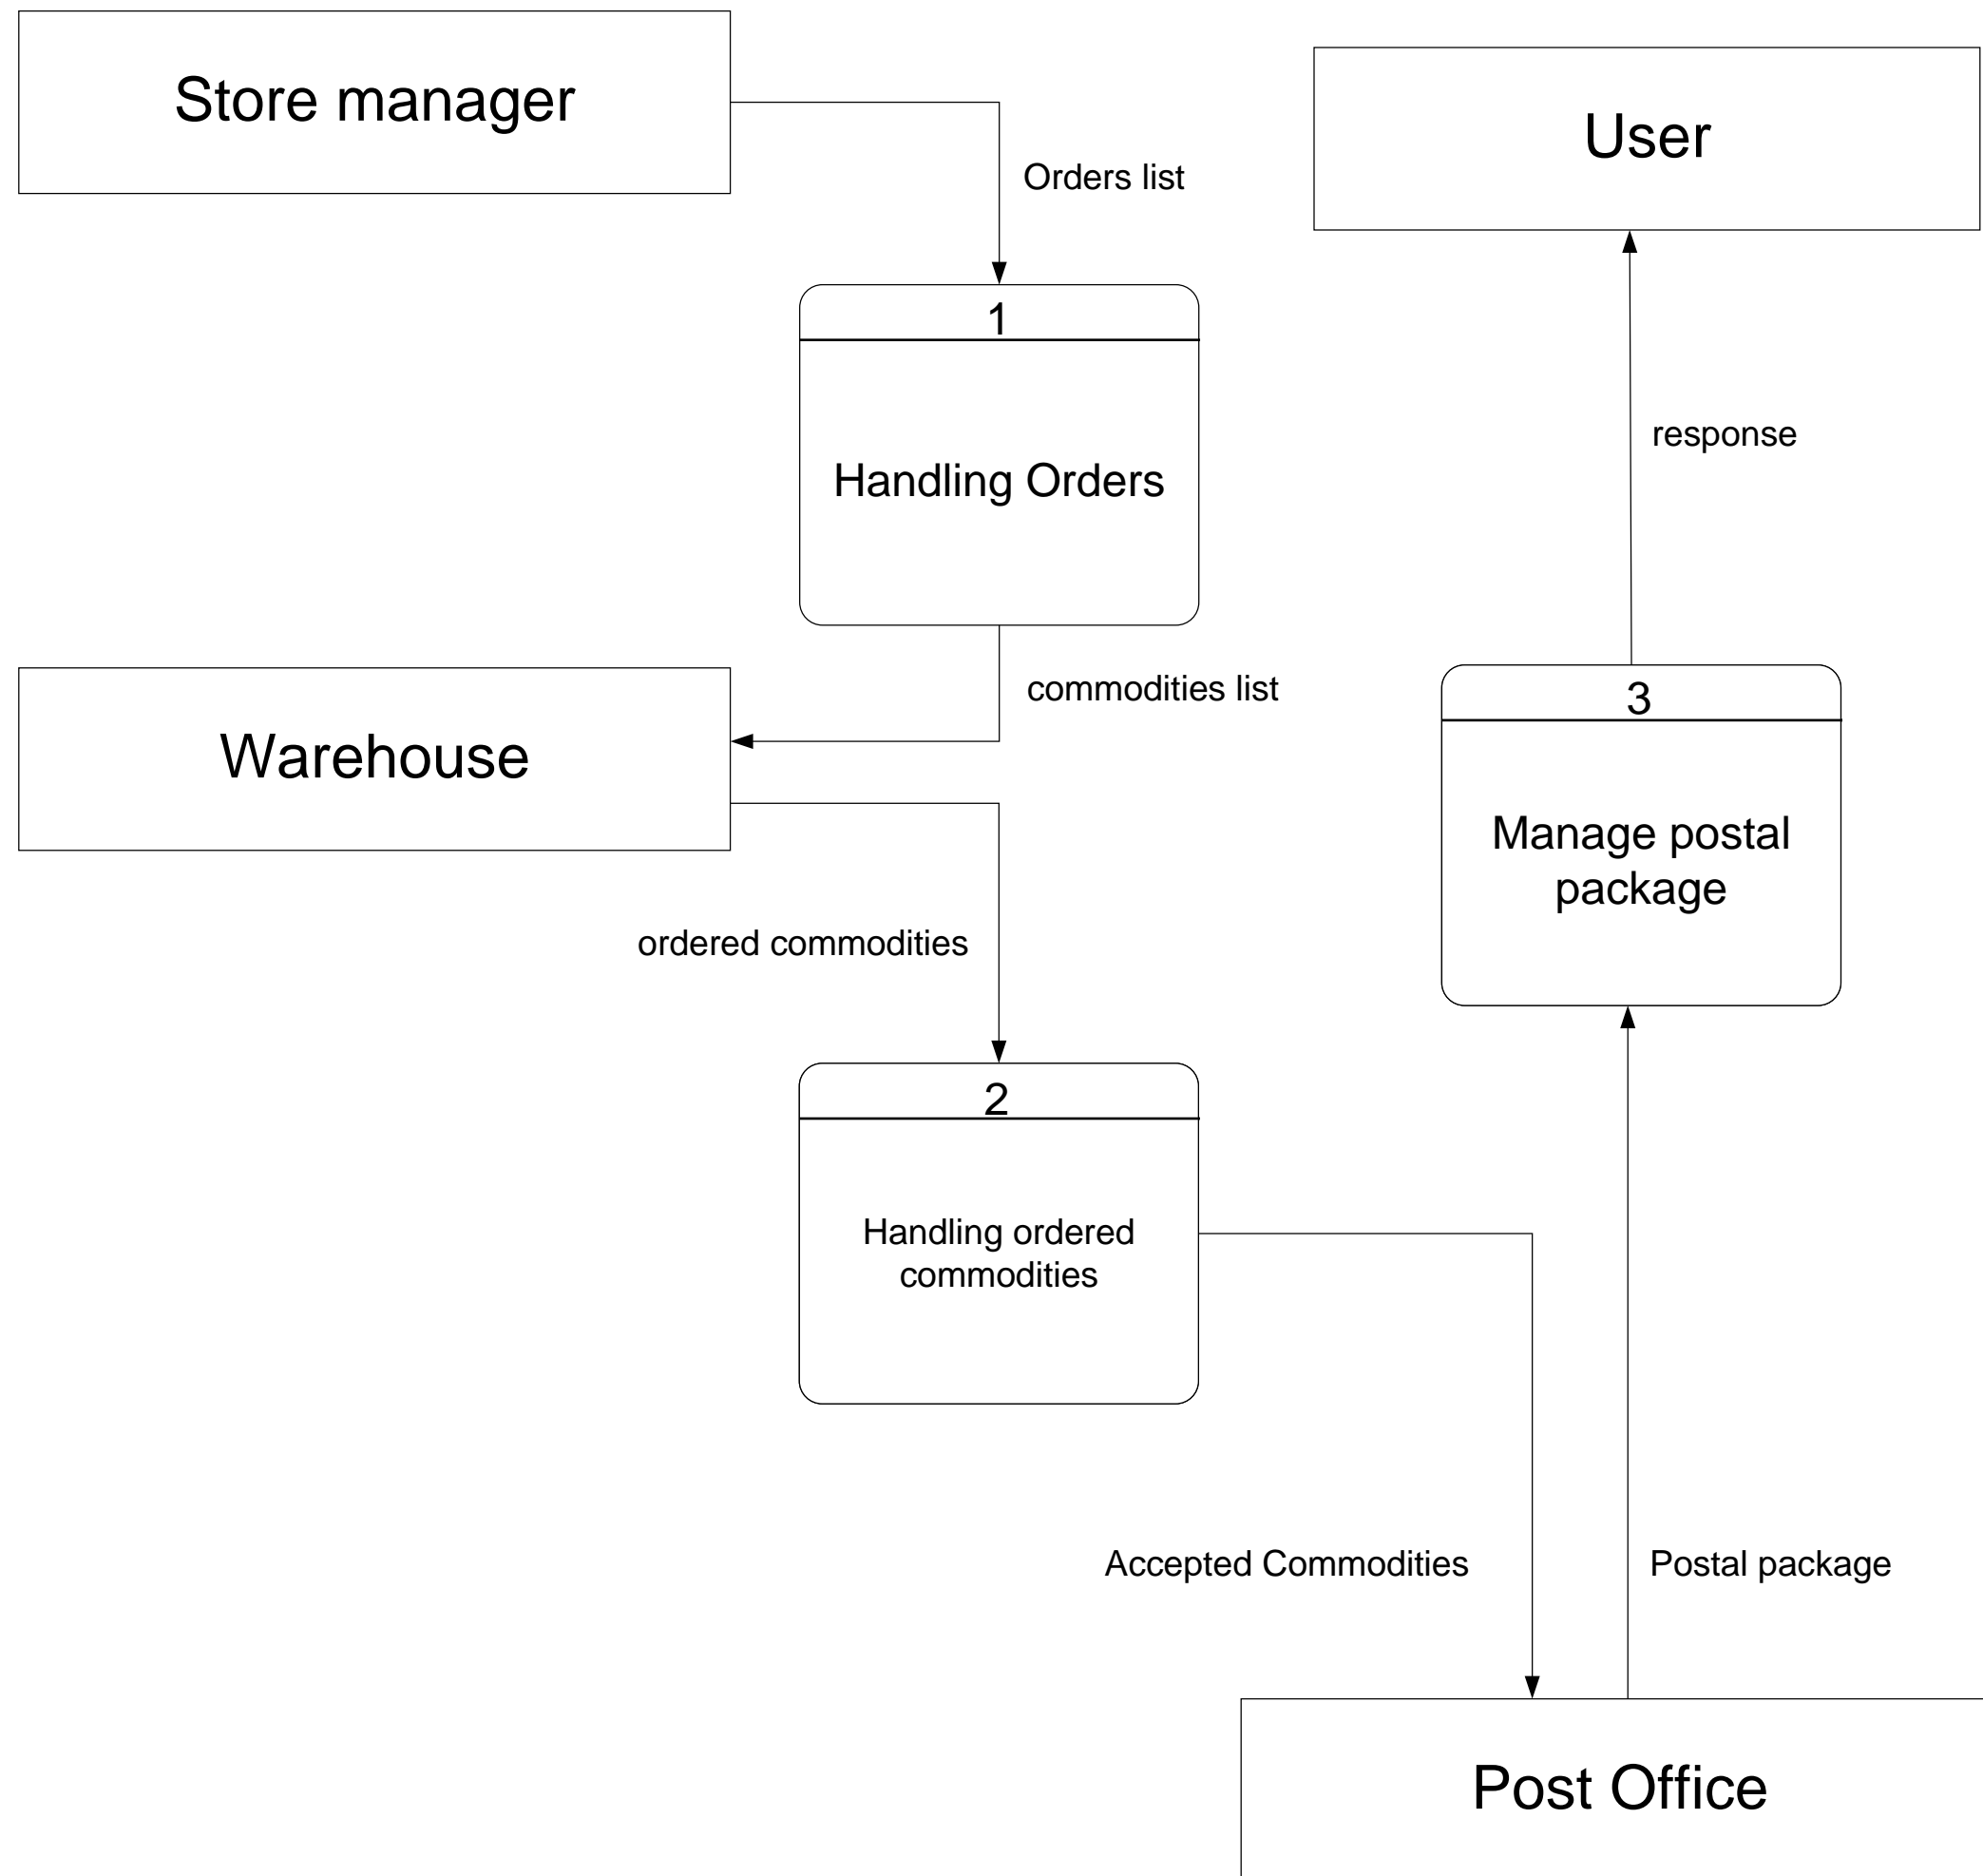 Store manager
User
Orders list
1
Handling Orders
response
commodities list
3
Warehouse
Manage postal
package
ordered commodities
2
Handling ordered
commodities
Accepted Commodities
Postal package
Post Office